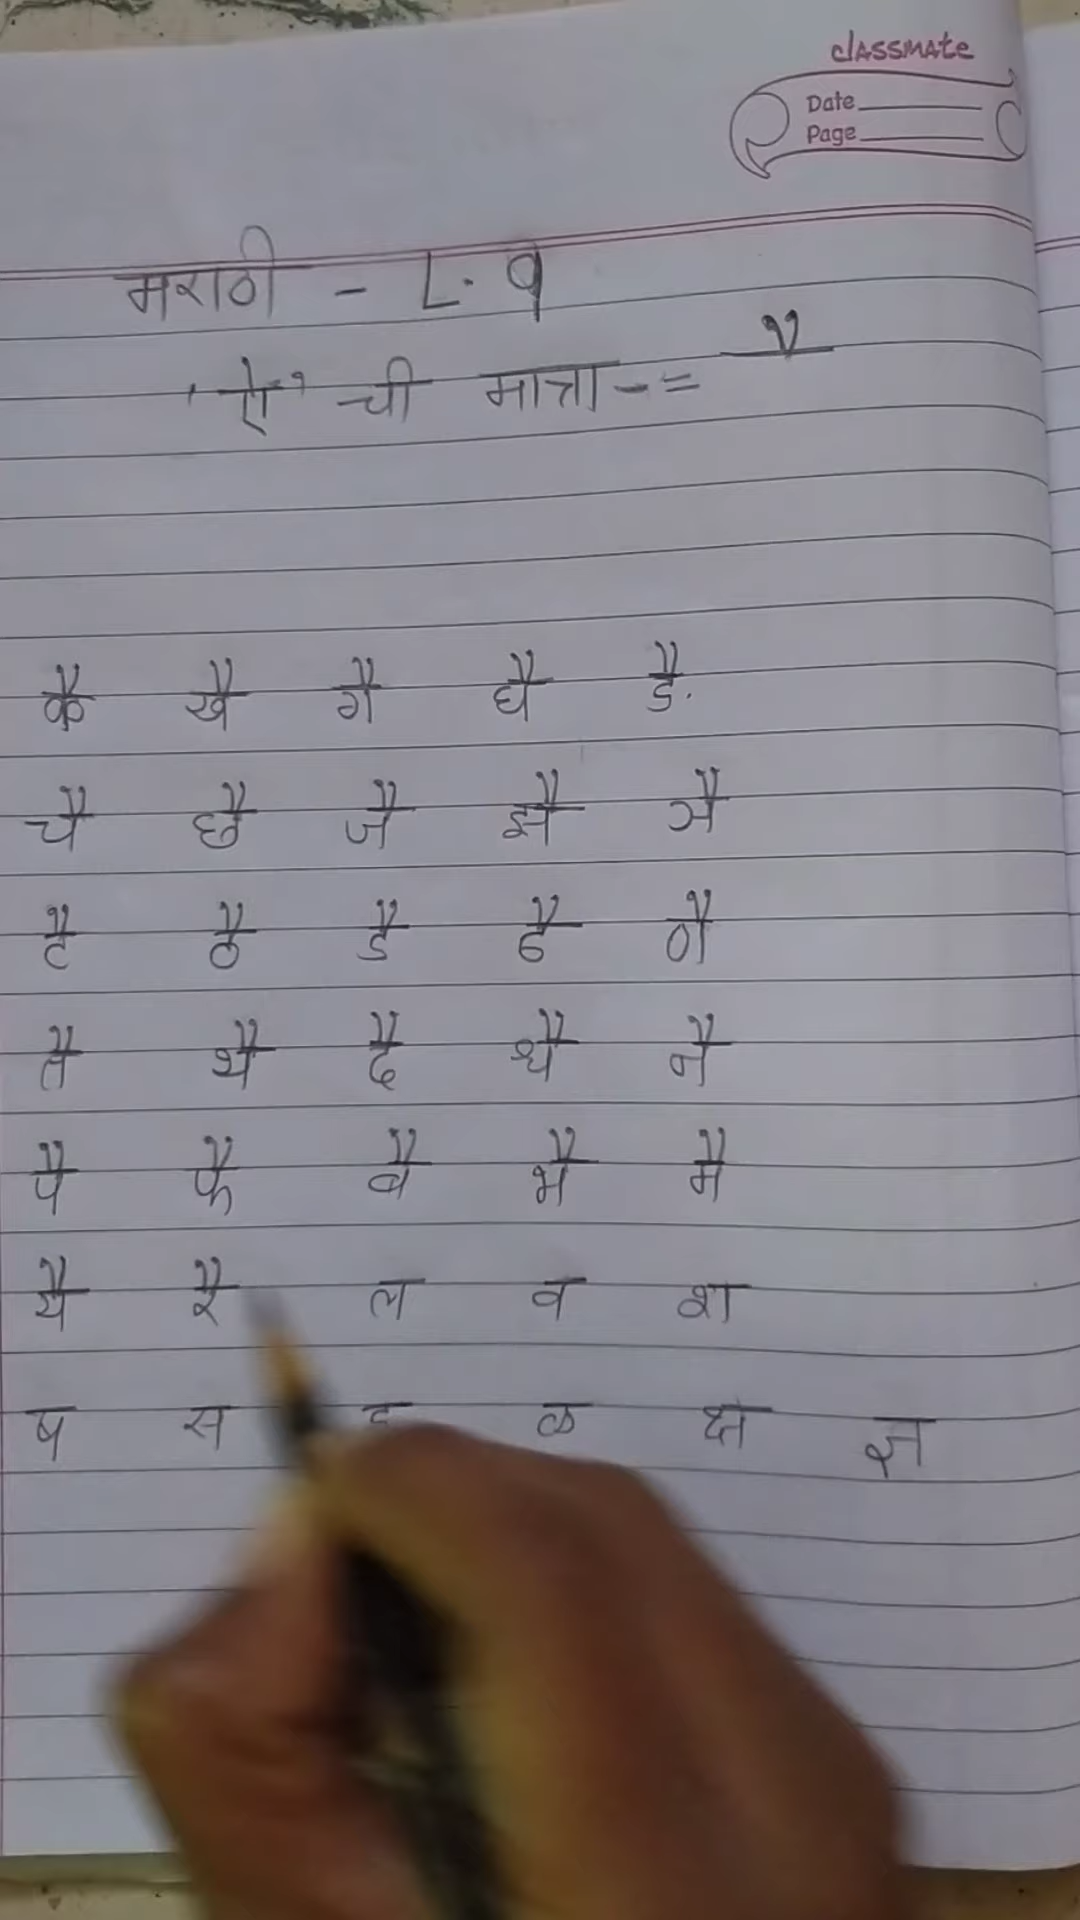 classmate
Date
Page
मराठी - L. 9
'ऐ' ची मात्रा - = ै
कै खै गै घै ङै
चै छै जै झै ञै
टै ठै डै ढै णै
तै थै दै धै नै
पै फै बै भै मै
यै रै ल व श
ष स ळ क्ष ज्ञ